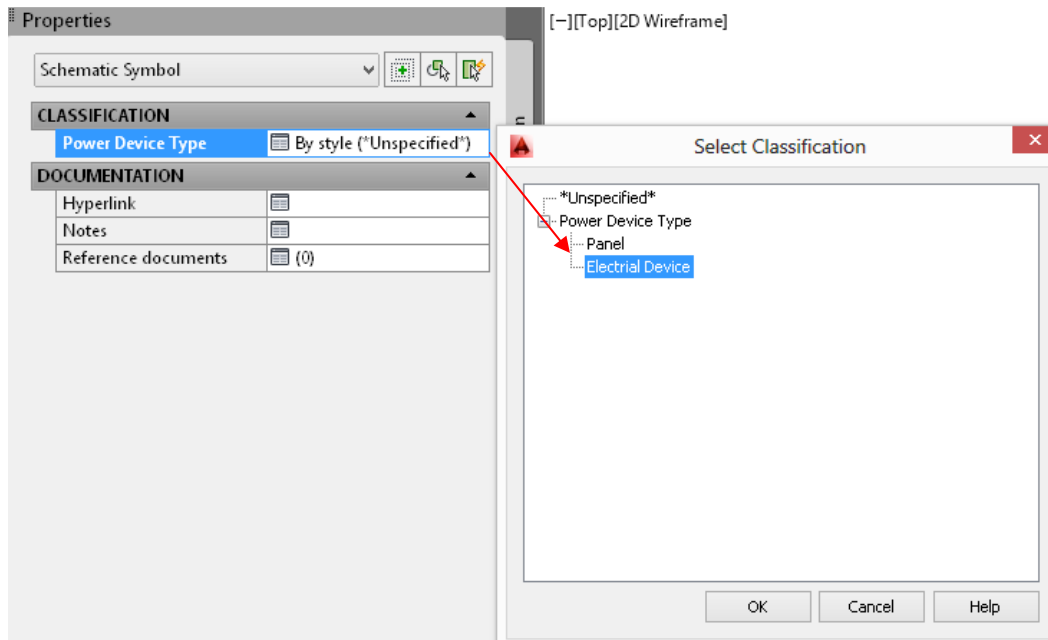 Properties
[−][Top][2D Wireframe]
Schematic Symbol
CLASSIFICATION
Power Device Type
By style (*Unspecified*)
DOCUMENTATION
Hyperlink
Notes
Reference documents
(0)
n
Select Classification
*Unspecified*
Power Device Type
Panel
Electrial Device
OK
Cancel
Help